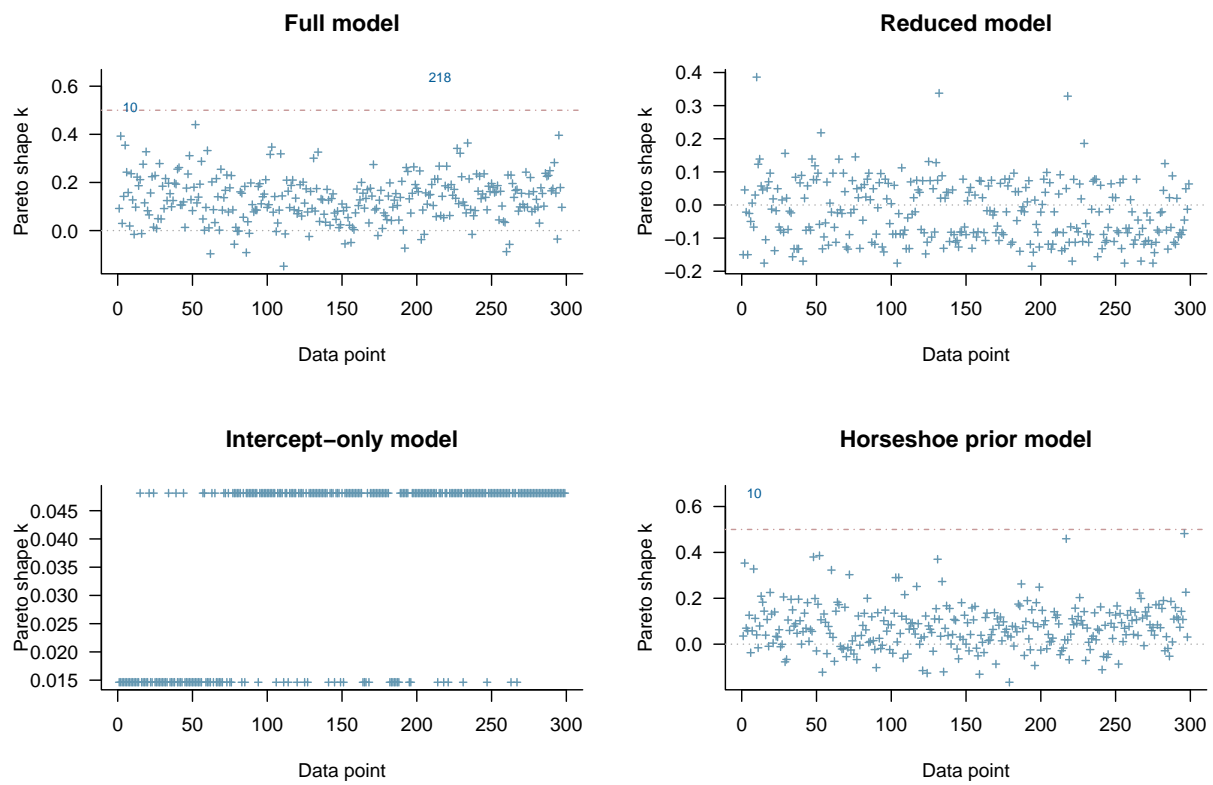 Full model
Pareto shape k
0.6
0.4
0.2
0.0
10
218
0 50 100 150 200 250 300
Data point
Reduced model
Pareto shape k
0.4
0.3
0.2
0.1
0.0
−0.1
−0.2
0 50 100 150 200 250 300
Data point
Intercept−only model
Pareto shape k
0.045
0.040
0.035
0.030
0.025
0.020
0.015
0 50 100 150 200 250 300
Data point
Horseshoe prior model
Pareto shape k
0.6
0.4
0.2
0.0
10
0 50 100 150 200 250 300
Data point